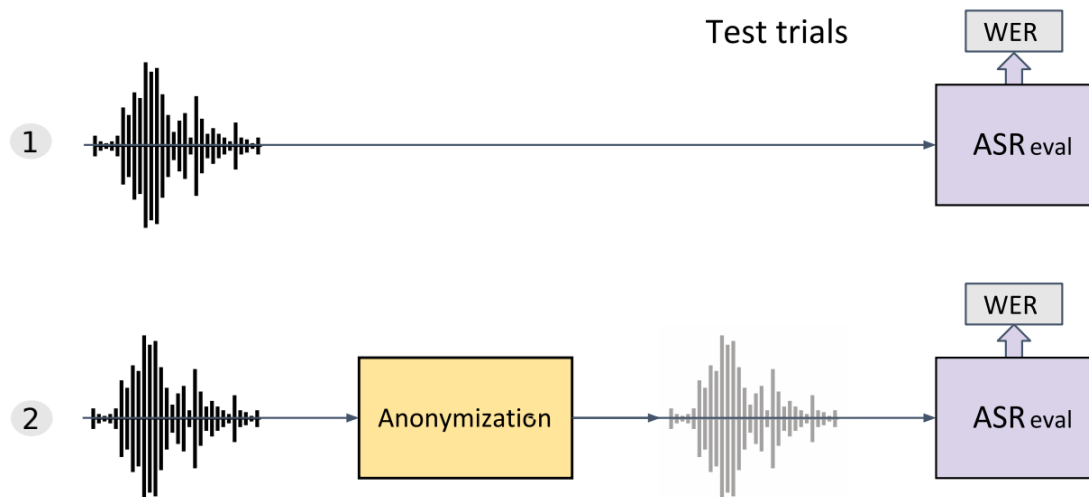 Test trials
WER
1
ASR eval
WER
2
Anonymization
ASR eval